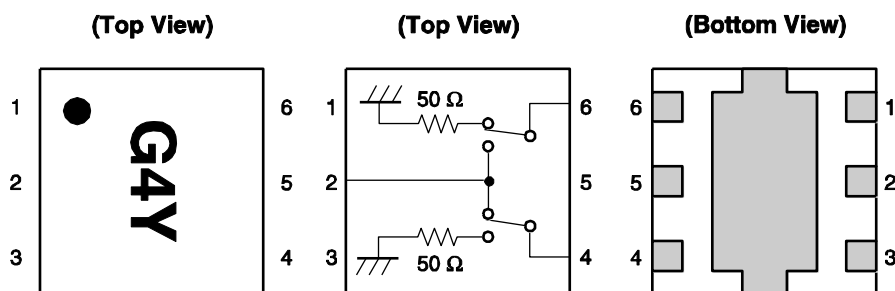 (Top View) (Top View) (Bottom View)
1 6 1 50 Ω 6 6 1
G4Y
2 5 2 5 5 2
3 4 3 50 Ω 4 4 3